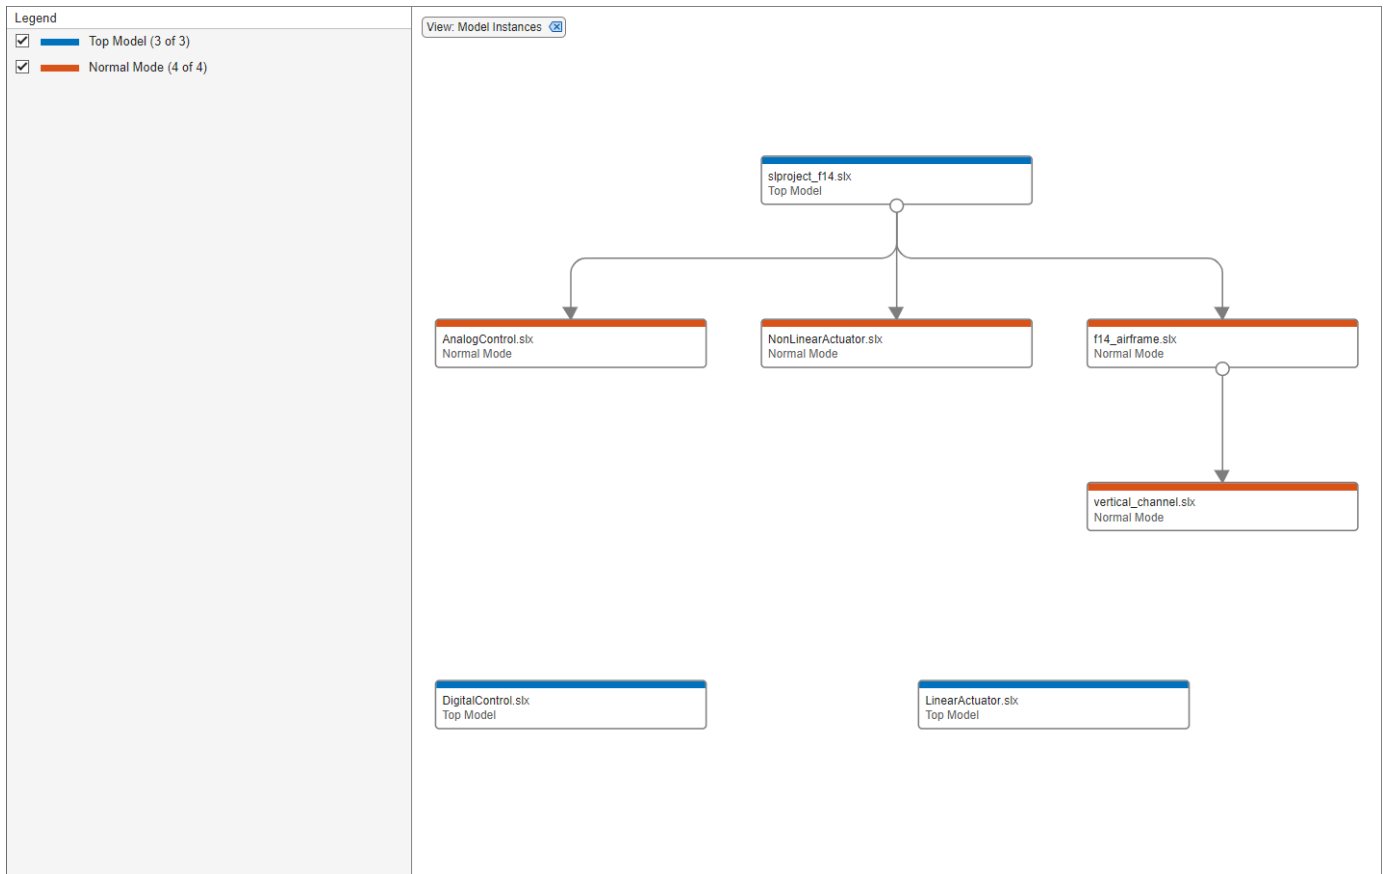 Legend
Top Model (3 of 3)
Normal Mode (4 of 4)
View: Model Instances
slproject_f14.slx
Top Model
AnalogControl.slx
Normal Mode
NonLinearActuator.slx
Normal Mode
f14_airframe.slx
Normal Mode
vertical_channel.slx
Normal Mode
DigitalControl.slx
Top Model
LinearActuator.slx
Top Model